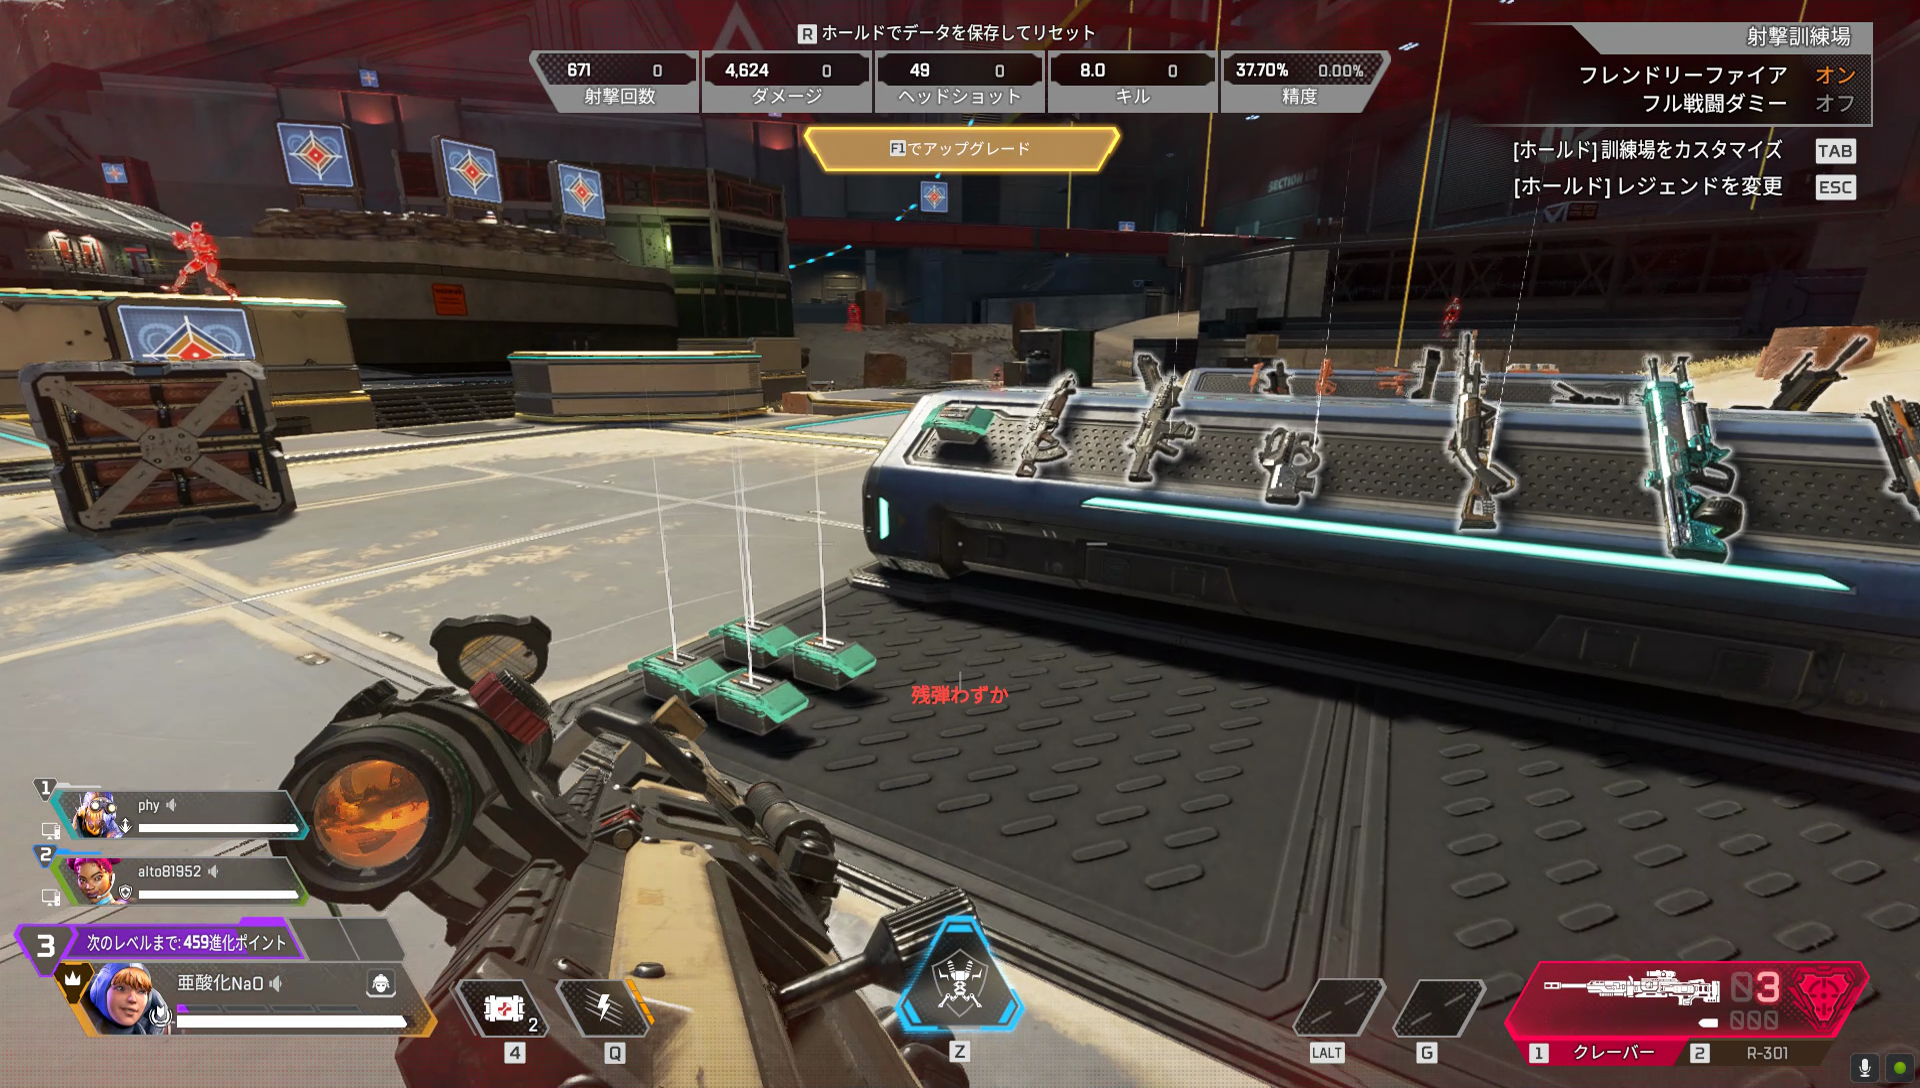 R ホールドでデータを保存してリセット
671 0
射撃回数
4,624 0
ダメージ
49 0
ヘッドショット
8.0 0
キル
37.70% 0.00%
精度
F1でアップグレード
射撃訓練場
フレンドリーファイア オン
フル戦闘ダミー オフ
[ホールド]訓練場をカスタマイズ TAB
[ホールド]レジェンドを変更 ESC
残弾わずか
1
phy
2
alto81952
3 次のレベルまで: 459進化ポイント
亜酸化NaO
2
4
Q
Z
LALT
G
03
000
1 クレーバー
2 R-301